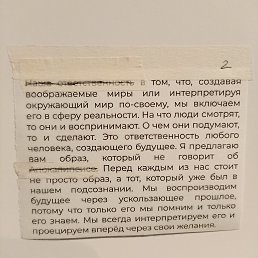 2
Наша ответственность в том, что, создавая
воображаемые миры или интерпретируя
окружающий мир по-своему, мы включаем
его в сферу реальности. На что люди смотрят,
то они и воспринимают. О чем они подумают,
то и сделают. Это ответственность любого
человека, создающего будущее. Я предлагаю
вам образ, который не говорит об
Апокалипсисе. Перед каждым из нас стоит
не просто образ, а тот, который уже был в
нашем подсознании. Мы воспроизводим
будущее через ускользающее прошлое,
потому что только его мы помним и только
его знаем. Мы всегда интерпретируем его и
проецируем вперёд через свои желания.